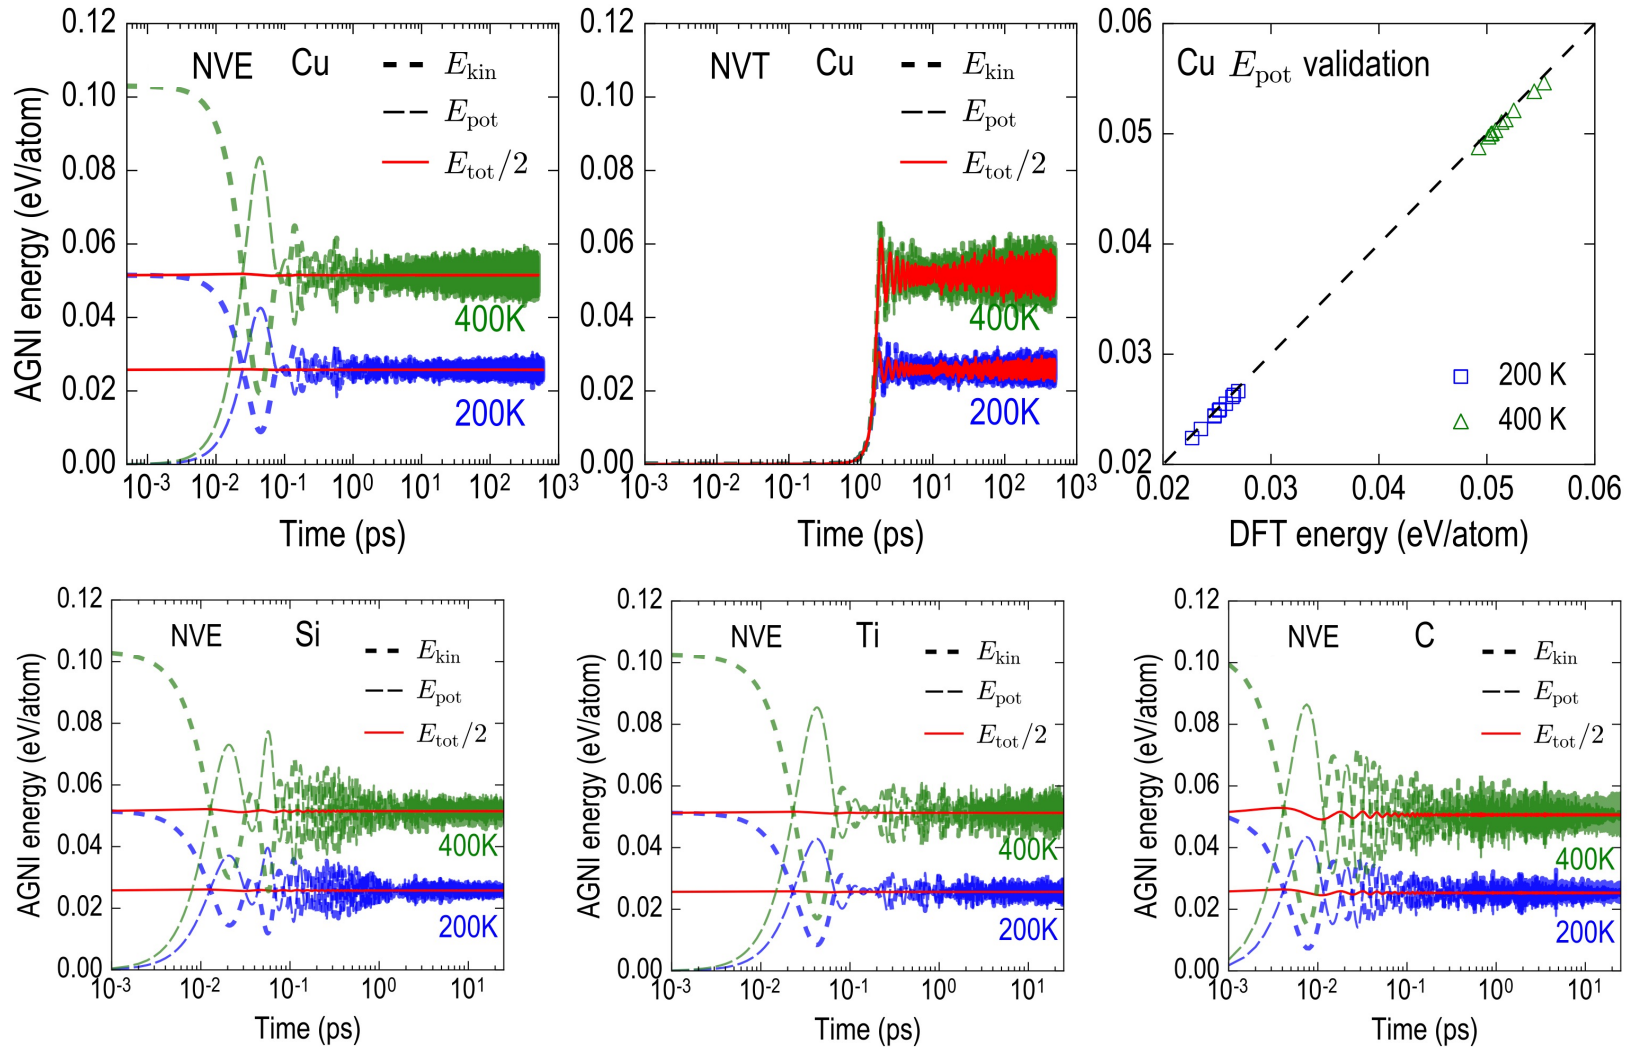 AGNI energy (eV/atom)
0.12
0.10
0.08
0.06
0.04
0.02
0.00
NVE Cu
E_kin
E_pot
E_tot/2
400K
200K
10^-3 10^-2 10^-1 10^0 10^1 10^2 10^3
Time (ps)
0.12
0.10
0.08
0.06
0.04
0.02
0.00
NVT Cu
E_kin
E_pot
E_tot/2
400K
200K
10^-3 10^-2 10^-1 10^0 10^1 10^2 10^3
Time (ps)
0.06
0.05
0.04
0.03
0.02
Cu E_pot validation
200 K
400 K
0.02 0.03 0.04 0.05 0.06
DFT energy (eV/atom)
AGNI energy (eV/atom)
0.12
0.10
0.08
0.06
0.04
0.02
0.00
NVE Si
E_kin
E_pot
E_tot/2
400K
200K
10^-3 10^-2 10^-1 10^0 10^1
Time (ps)
AGNI energy (eV/atom)
0.12
0.10
0.08
0.06
0.04
0.02
0.00
NVE Ti
E_kin
E_pot
E_tot/2
400K
200K
10^-3 10^-2 10^-1 10^0 10^1
Time (ps)
AGNI energy (eV/atom)
0.12
0.10
0.08
0.06
0.04
0.02
0.00
NVE C
E_kin
E_pot
E_tot/2
400K
200K
10^-3 10^-2 10^-1 10^0 10^1
Time (ps)